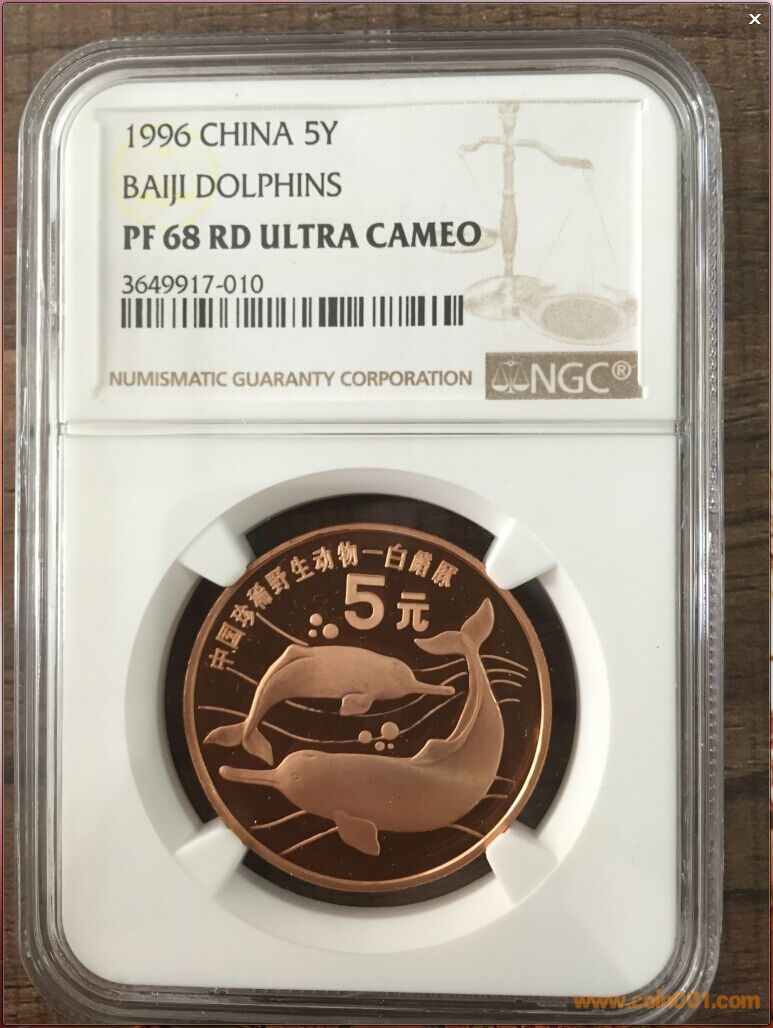 1996 CHINA 5Y
BAIJI DOLPHINS
PF 68 RD ULTRA CAMEO
3649917-010
NUMISMATIC GUARANTY CORPORATION
NGC®
中国珍稀野生动物—白鱀豚
5元
www.coin001.com